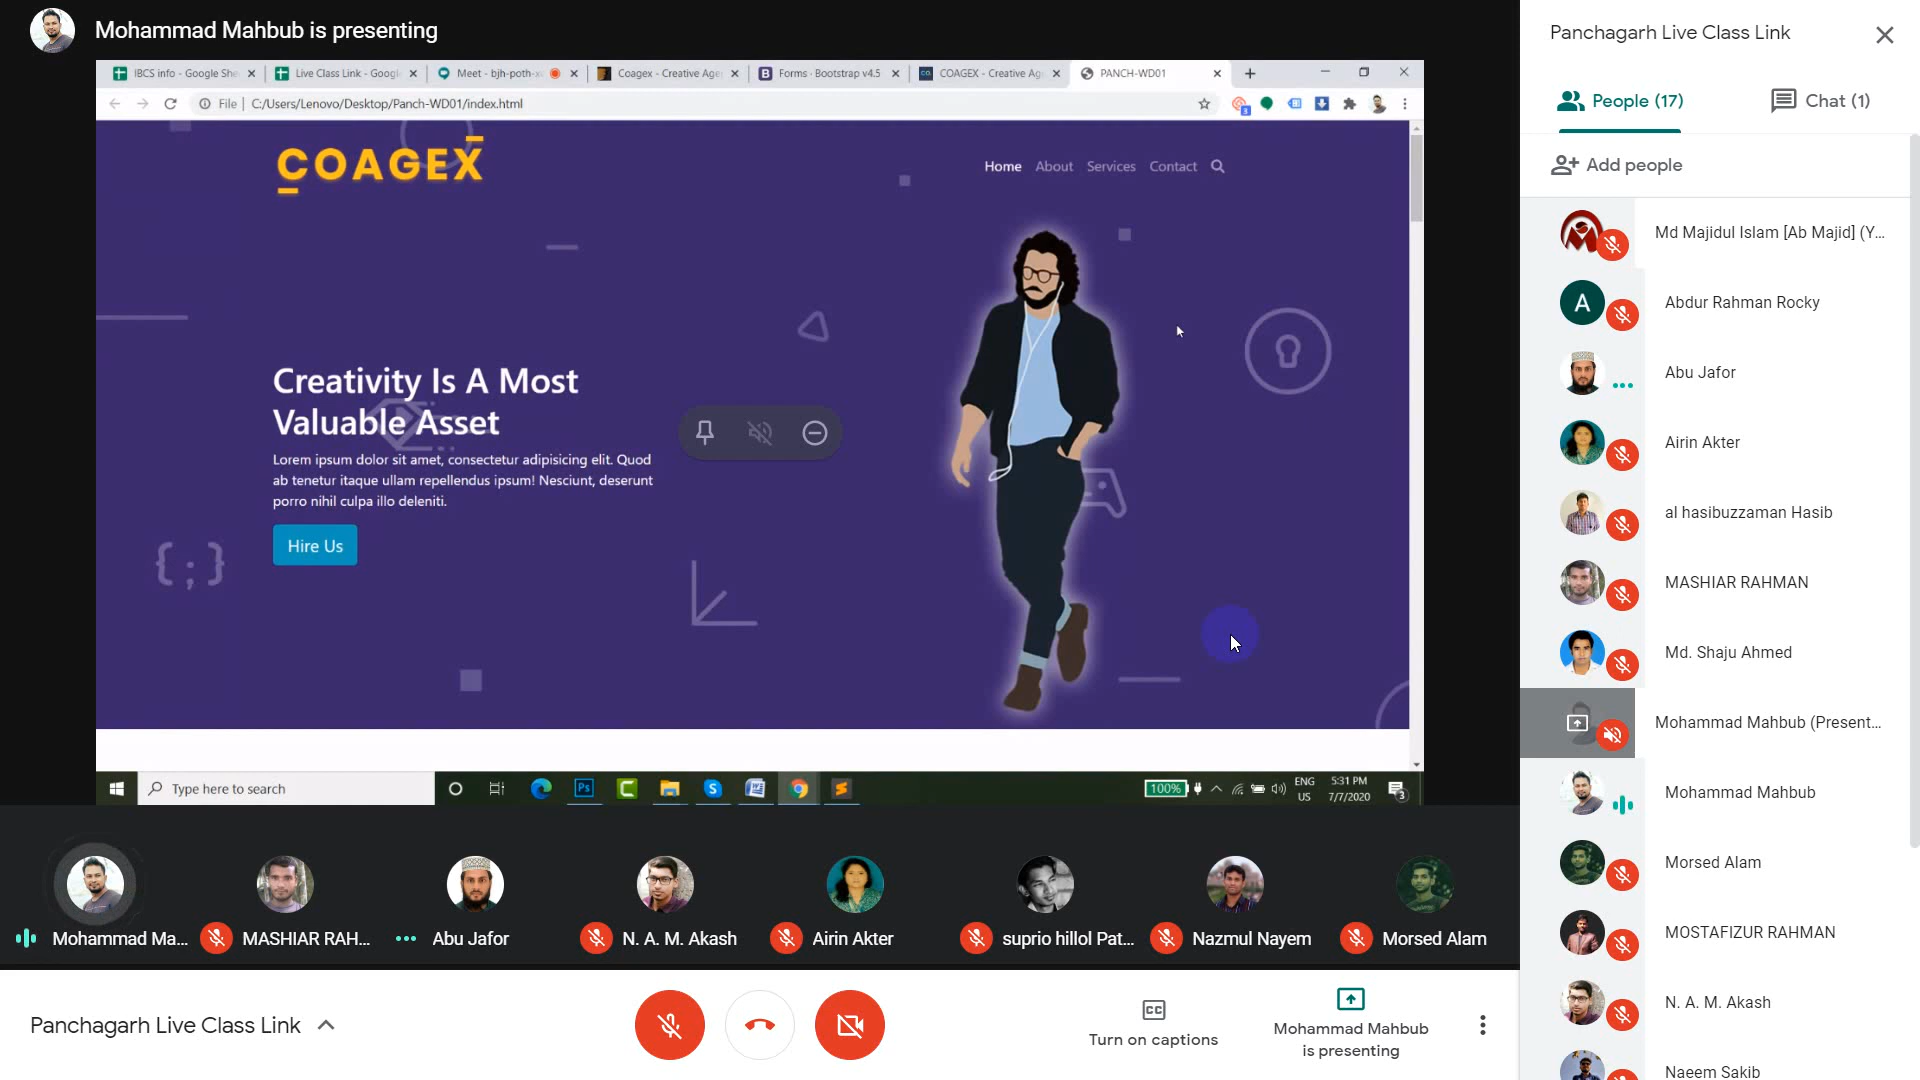 Mohammad Mahbub is presenting
IBCS info - Google She
Live Class Link - Googl
Meet - bjh-poth-x
Coagex - Creative Age
Forms · Bootstrap v4.5
COAGEX - Creative Ag
PANCH-WD01
File | C:/Users/Lenovo/Desktop/Panch-WD01/index.html
COAGEX
Home About Services Contact
Creativity Is A Most
Valuable Asset
Lorem ipsum dolor sit amet, consectetur adipisicing elit. Quod
ab tenetur itaque ullam repellendus ipsum! Nesciunt, deserunt
porro nihil culpa illo deleniti.
Hire Us
{ ; }
Type here to search
Ps
100%
ENG
US
5:31 PM
7/7/2020
3
Mohammad Ma...
MASHIAR RAH...
Abu Jafor
N. A. M. Akash
Airin Akter
suprio hillol Pat...
Nazmul Nayem
Morsed Alam
Panchagarh Live Class Link
CC
Turn on captions
Mohammad Mahbub
is presenting
Panchagarh Live Class Link
People (17)
Chat (1)
Add people
Md Majidul Islam [Ab Majid] (Y...
A
Abdur Rahman Rocky
Abu Jafor
Airin Akter
al hasibuzzaman Hasib
MASHIAR RAHMAN
Md. Shaju Ahmed
Mohammad Mahbub (Present...
Mohammad Mahbub
Morsed Alam
MOSTAFIZUR RAHMAN
N. A. M. Akash
Naeem Sakib